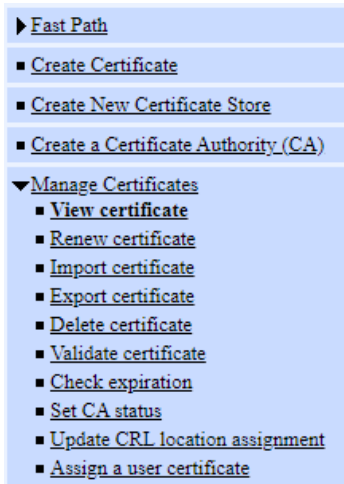 Fast Path
Create Certificate
Create New Certificate Store
Create a Certificate Authority (CA)
Manage Certificates
View certificate
Renew certificate
Import certificate
Export certificate
Delete certificate
Validate certificate
Check expiration
Set CA status
Update CRL location assignment
Assign a user certificate